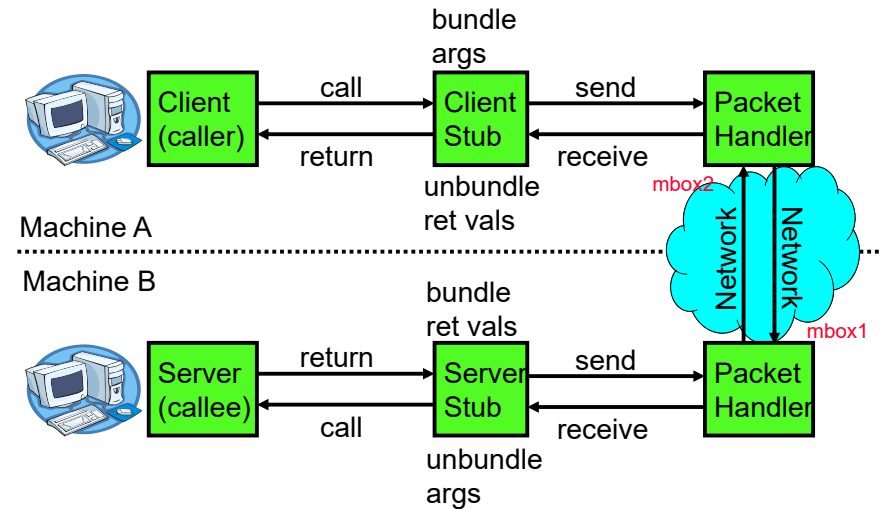 bundle
args
Client
(caller)
call
return
Client
Stub
send
receive
Packet
Handler
unbundle
ret vals
mbox2
Machine A
Network
Network
Machine B
mbox1
bundle
ret vals
Server
(callee)
return
call
Server
Stub
send
receive
Packet
Handler
unbundle
args